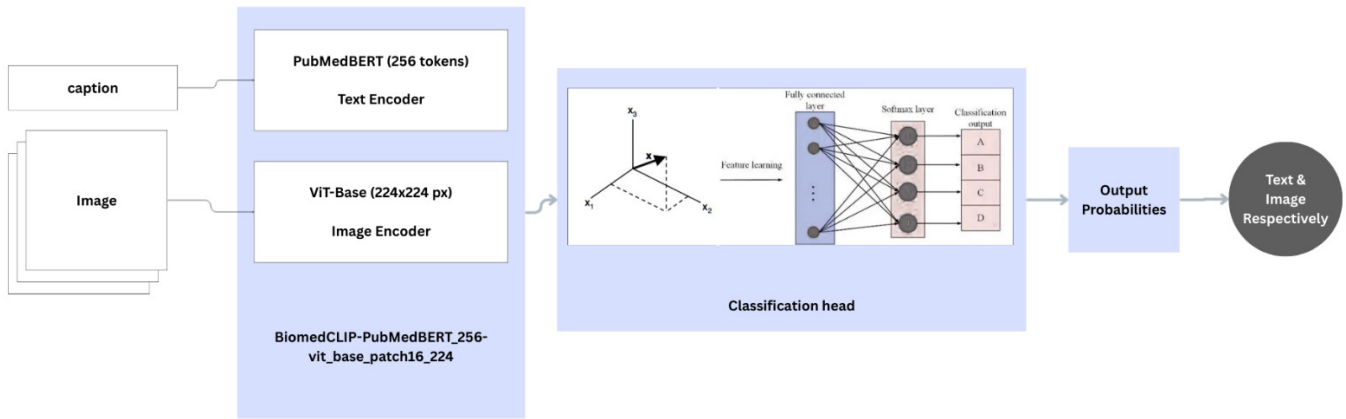 caption
Image
PubMedBERT (256 tokens)
Text Encoder
ViT-Base (224x224 px)
Image Encoder
BiomedCLIP-PubMedBERT_256-
vit_base_patch16_224
X3
X
X1
X2
Feature learning
Fully connected
layer
Softmax layer
Classification
output
A
B
C
D
Classification head
Output
Probabilities
Text &
Image
Respectively